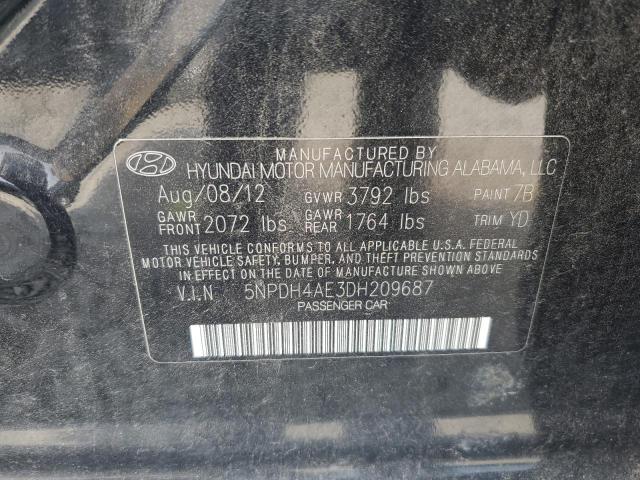 MANUFACTURED BY
HYUNDAI MOTOR MANUFACTURING ALABAMA, LLC
Aug/08/12 GVWR 3792 lbs PAINT 7B
GAWR FRONT 2072 lbs GAWR REAR 1764 lbs TRIM YD
THIS VEHICLE CONFORMS TO ALL APPLICABLE U.S.A. FEDERAL
MOTOR VEHICLE SAFETY, BUMPER, AND THEFT PREVENTION STANDARDS
IN EFFECT ON THE DATE OF MANUFACTURE SHOWN ABOVE
V.I.N 5NPDH4AE3DH209687
PASSENGER CAR